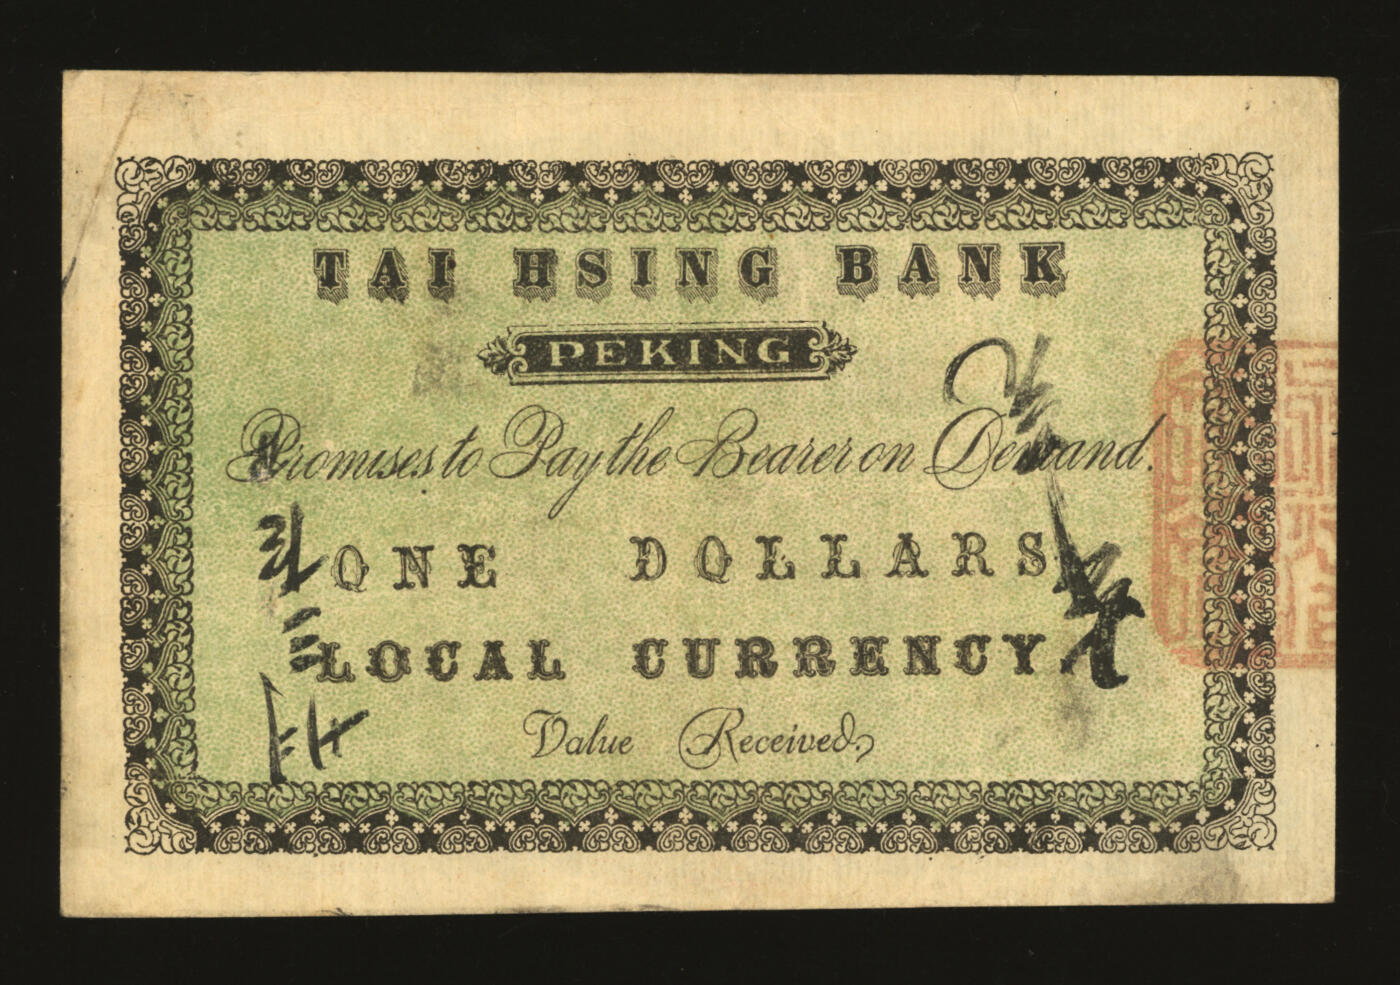 TAI HSING BANK
PEKING
Promises to Pay the Bearer on Demand.
ONE DOLLARS
LOCAL CURRENCY.
Value Received.